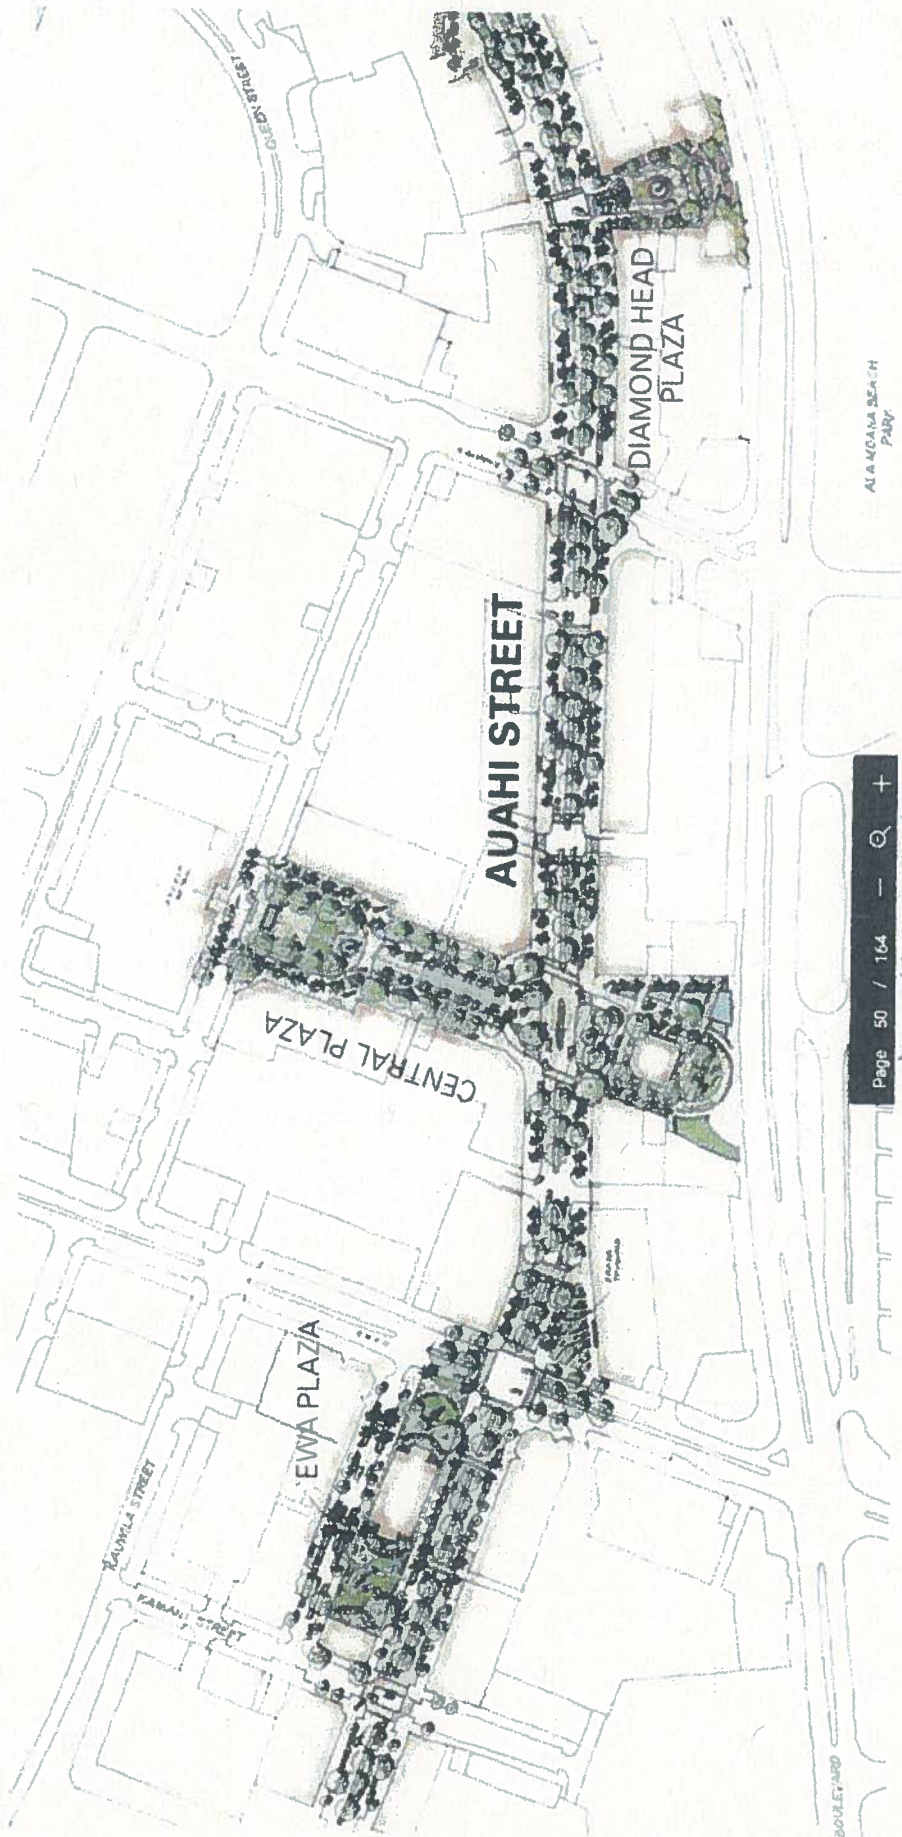 QUEEN STREET
DIAMOND HEAD
PLAZA
ALA MOANA BEACH
PARK
AUAHI STREET
CENTRAL PLAZA
'EWA PLAZA
KAMANI STREET
BOULEVARD
Page 50 / 164 — +